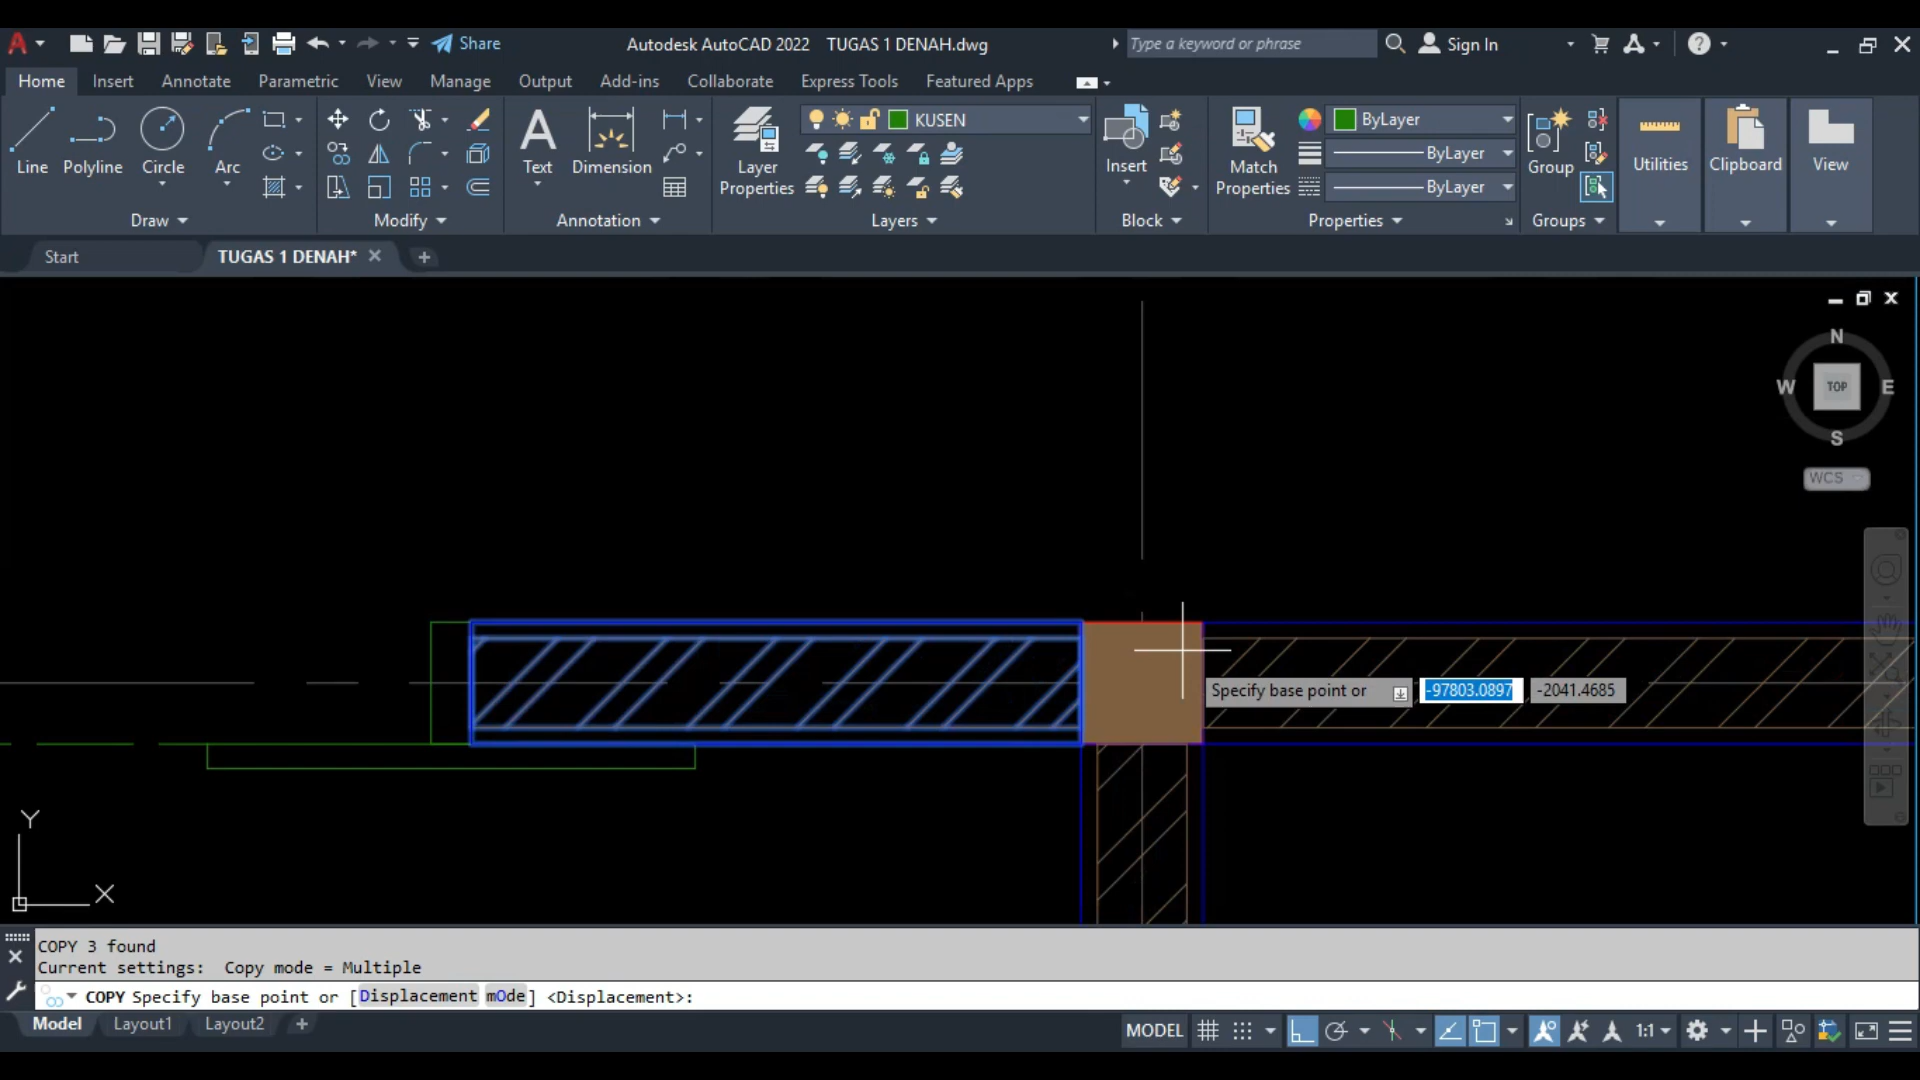 Share
Autodesk AutoCAD 2022 TUGAS 1 DENAH.dwg
Type a keyword or phrase
Sign In
Home Insert Annotate Parametric View Manage Output Add-ins Collaborate Express Tools Featured Apps
Line Polyline Circle Arc
Text Dimension
Layer Properties
KUSEN
Insert
Match Properties
ByLayer
ByLayer
ByLayer
Group
Utilities Clipboard View
Draw Modify Annotation Layers Block Properties Groups
Start TUGAS 1 DENAH*
N
W TOP E
S
WCS
Specify base point or -97803.0897 -2041.4685
Y
X
COPY 3 found
Current settings: Copy mode = Multiple
COPY Specify base point or [Displacement mOde] <Displacement>:
Model Layout1 Layout2
MODEL 1:1